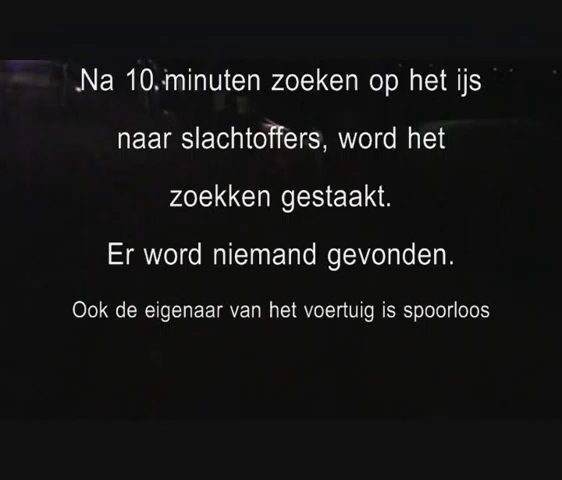 Na 10 minuten zoeken op het ijs
naar slachtoffers, word het
zoekken gestaakt.
Er word niemand gevonden.
Ook de eigenaar van het voertuig is spoorloos